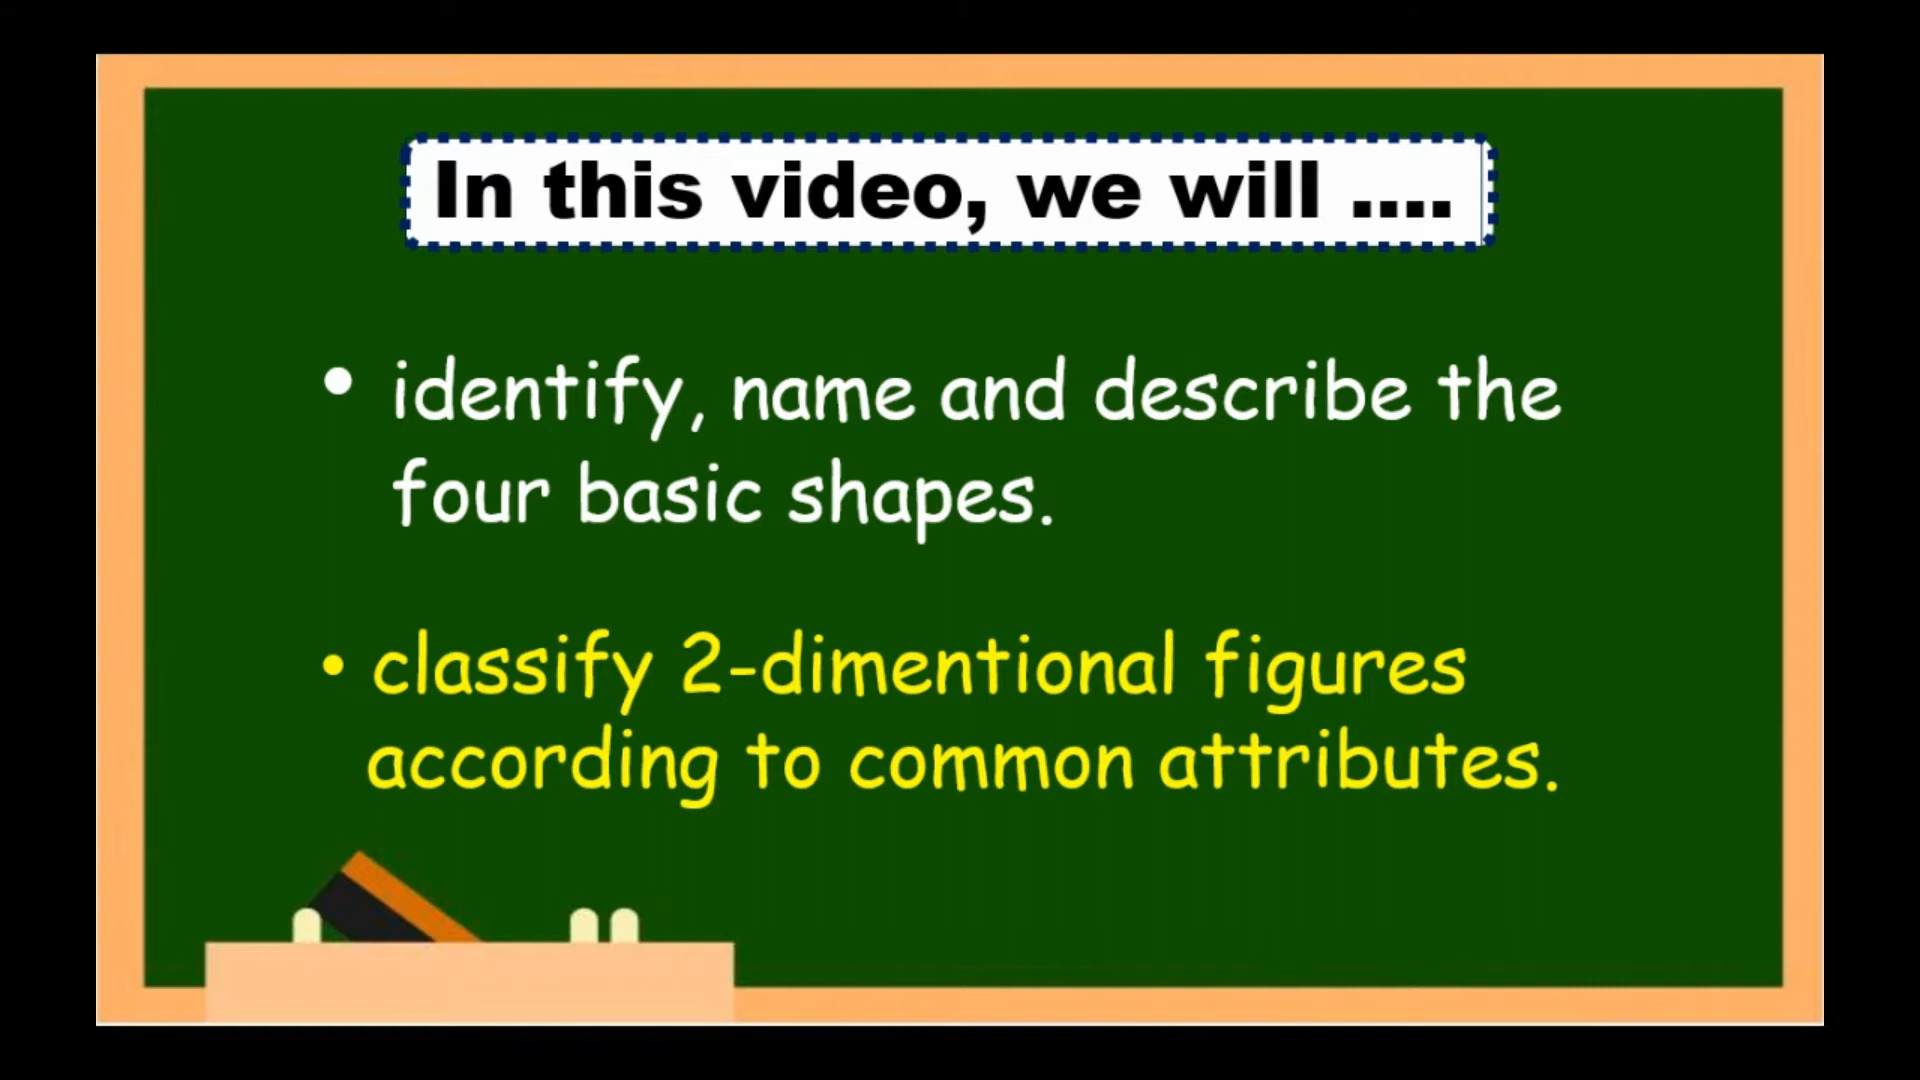 In this video, we will ....
• identify, name and describe the
four basic shapes.
• classify 2-dimentional figures
according to common attributes.